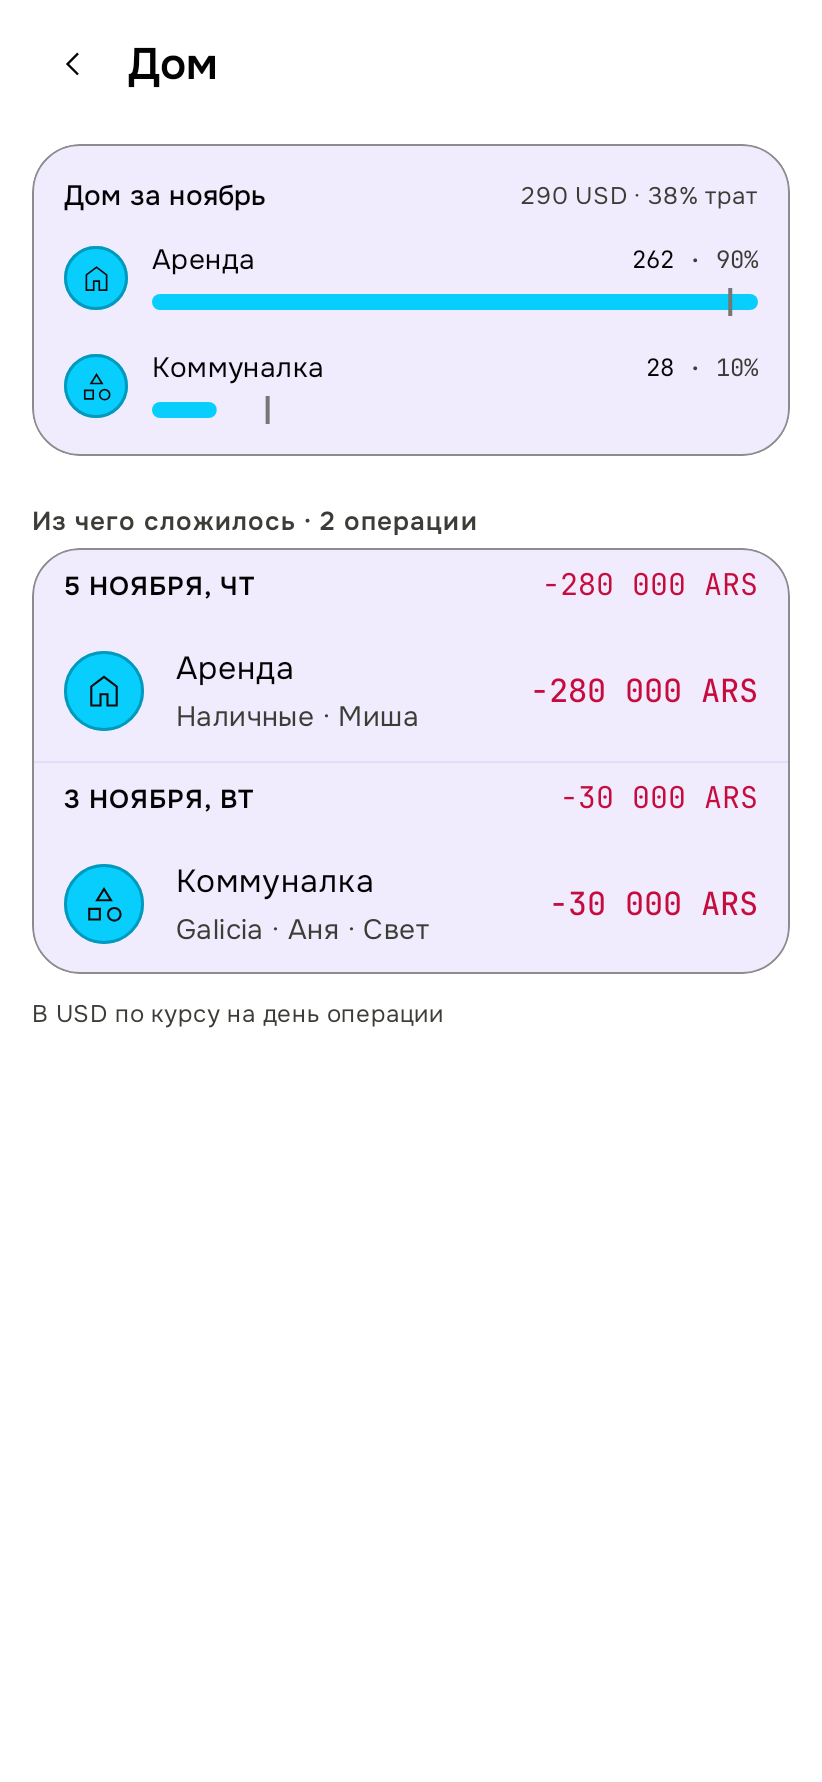 Дом
Дом за ноябрь 290 USD · 38% трат
Аренда 262 · 90%
Коммуналка 28 · 10%
Из чего сложилось · 2 операции
5 НОЯБРЯ, ЧТ -280 000 ARS
Аренда
-280 000 ARS
Наличные · Миша
3 НОЯБРЯ, ВТ -30 000 ARS
Коммуналка
-30 000 ARS
Galicia · Аня · Свет
В USD по курсу на день операции